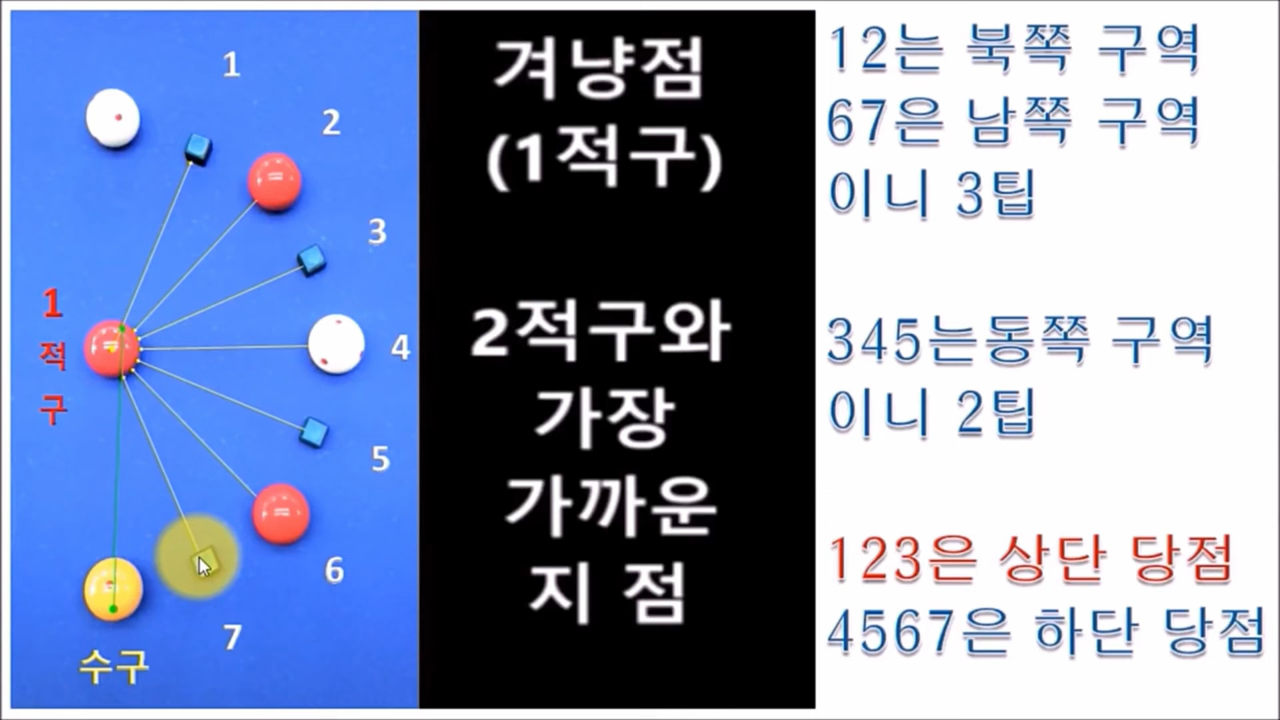 1
2
3
4
5
6
7
1
적
구
수구
겨냥점
(1적구)
2적구와
가장
가까운
지 점
12는 북쪽 구역
67은 남쪽 구역
이니 3팁
345는동쪽 구역
이니 2팁
123은 상단 당점
4567은 하단 당점